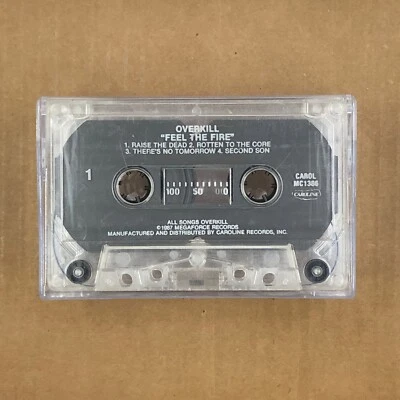 OVERKILL
"FEEL THE FIRE"
1. RAISE THE DEAD 2. ROTTEN TO THE CORE
3. THERE'S NO TOMORROW 4. SECOND SON
1
CAROL
MC1386
CAROLINE
100 50 0
ALL SONGS OVERKILL
©1987 MEGAFORCE RECORDS
MANUFACTURED AND DISTRIBUTED BY CAROLINE RECORDS, INC.